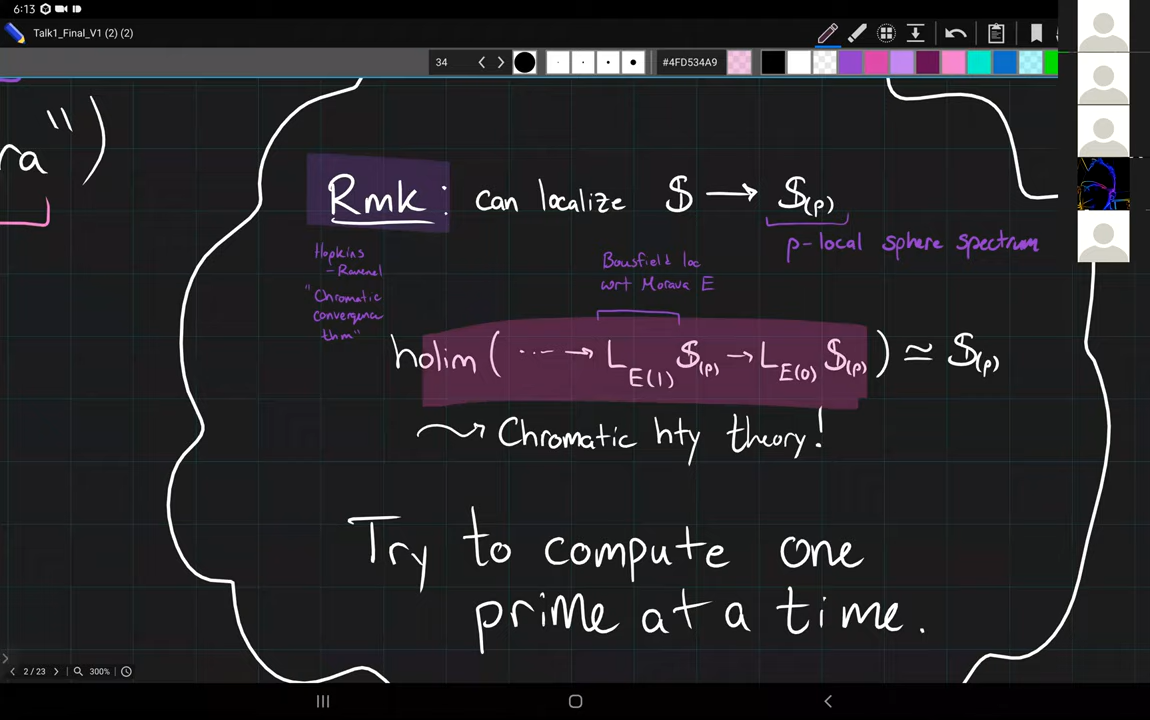 6:13
Talk1_Final_V1 (2) (2)
34
#4FD534A9
ra")
Rmk: can localize $ → $(p)
p-local sphere spectrum
Hopkins
-Ravenel
"Chromatic
convergence
thm"
Bousfield loc
wrt Morava E
holim( ···→ L_E(1) $(p) → L_E(0) $(p) ) ≃ $(p)
⇝ Chromatic hty theory!
Try to compute one
prime at a time.
2 / 23
300%